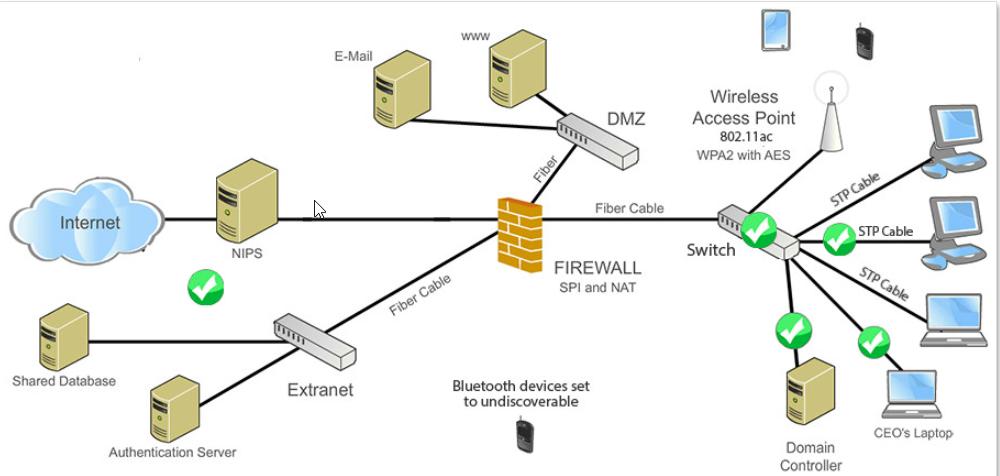 E-Mail
www
DMZ
Fiber
Wireless
Access Point
802.11ac
WPA2 with AES
Internet
NIPS
Fiber Cable
FIREWALL
SPI and NAT
Switch
STP Cable
STP Cable
STP Cable
Fiber Cable
Shared Database
Extranet
Authentication Server
Bluetooth devices set
to undiscoverable
Domain
Controller
CEO's Laptop